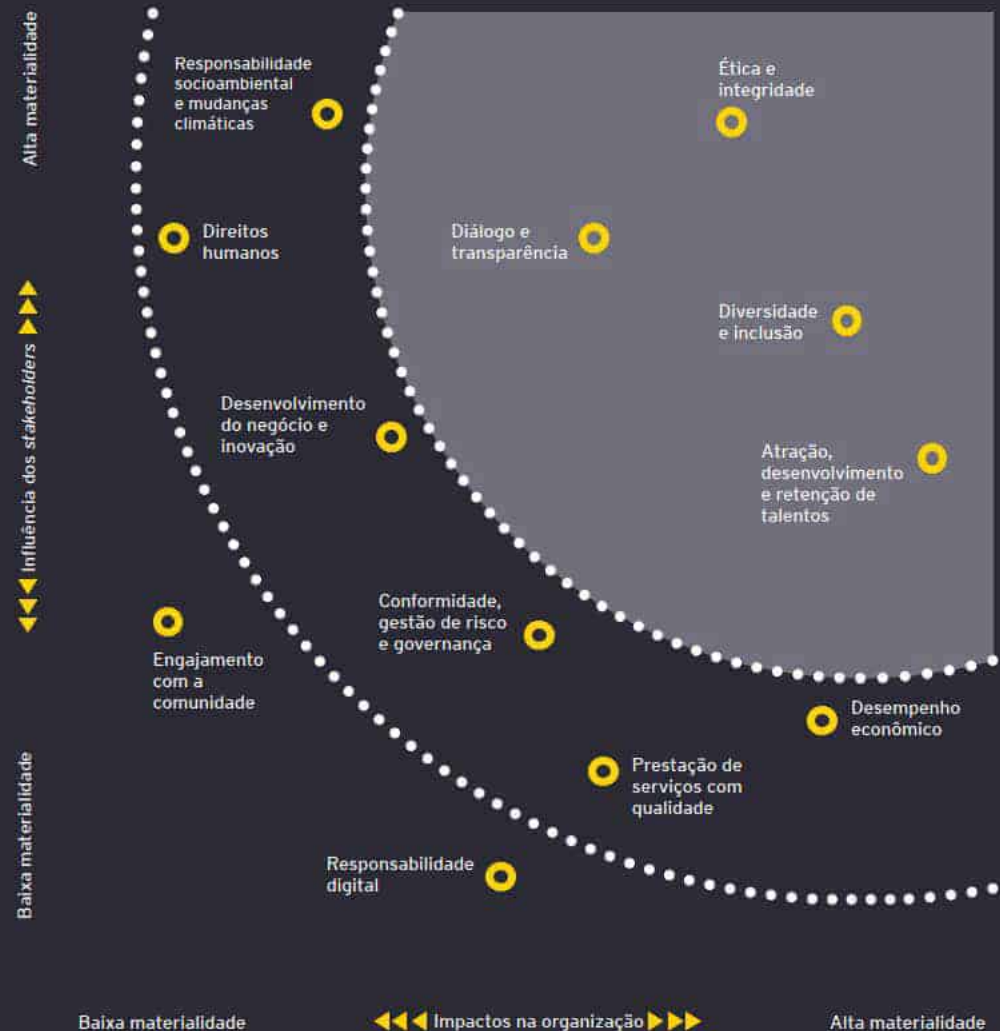 Alta materialidade
Influência dos stakeholders
Baixa materialidade
Responsabilidade
socioambiental
e mudanças
climáticas
Ética e
integridade
Direitos
humanos
Diálogo e
transparência
Diversidade
e inclusão
Desenvolvimento
do negócio e
inovação
Atração,
desenvolvimento
e retenção de
talentos
Conformidade,
gestão de risco
e governança
Engajamento
com a
comunidade
Desempenho
econômico
Prestação de
serviços com
qualidade
Responsabilidade
digital
Baixa materialidade
Impactos na organização
Alta materialidade